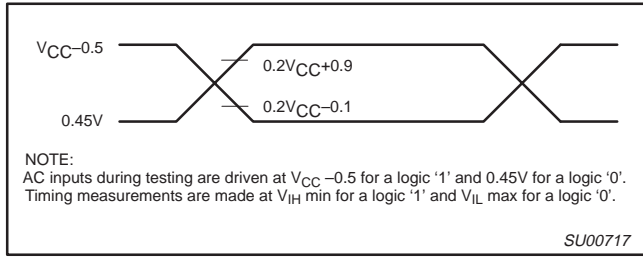 VCC–0.5
0.2VCC+0.9
0.2VCC–0.1
0.45V
NOTE:
AC inputs during testing are driven at VCC –0.5 for a logic ‘1’ and 0.45V for a logic ‘0’.
Timing measurements are made at VIH min for a logic ‘1’ and VIL max for a logic ‘0’.
SU00717